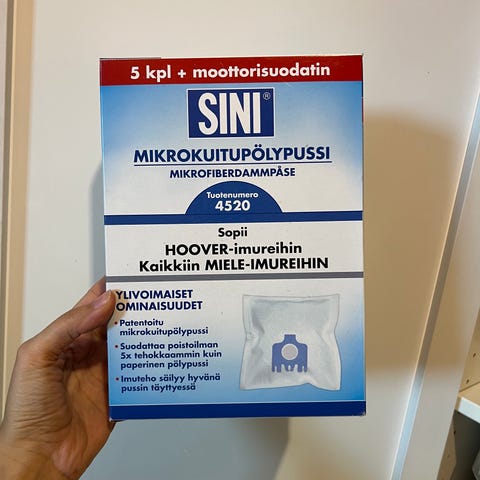 5 kpl + moottorisuodatin
SINI®
MIKROKUITUPÖLYPUSSI
MIKROFIBERDAMMPÅSE
Tuotenumero
4520
Sopii
HOOVER-imureihin
Kaikkiin MIELE-IMUREIHIN
YLIVOIMAISET
OMINAISUUDET
• Patentoitu
mikrokuitupölypussi
• Suodattaa poistoilman
5x tehokkaammin kuin
paperinen pölypussi
• Imuteho säilyy hyvänä
pussin täyttyessä